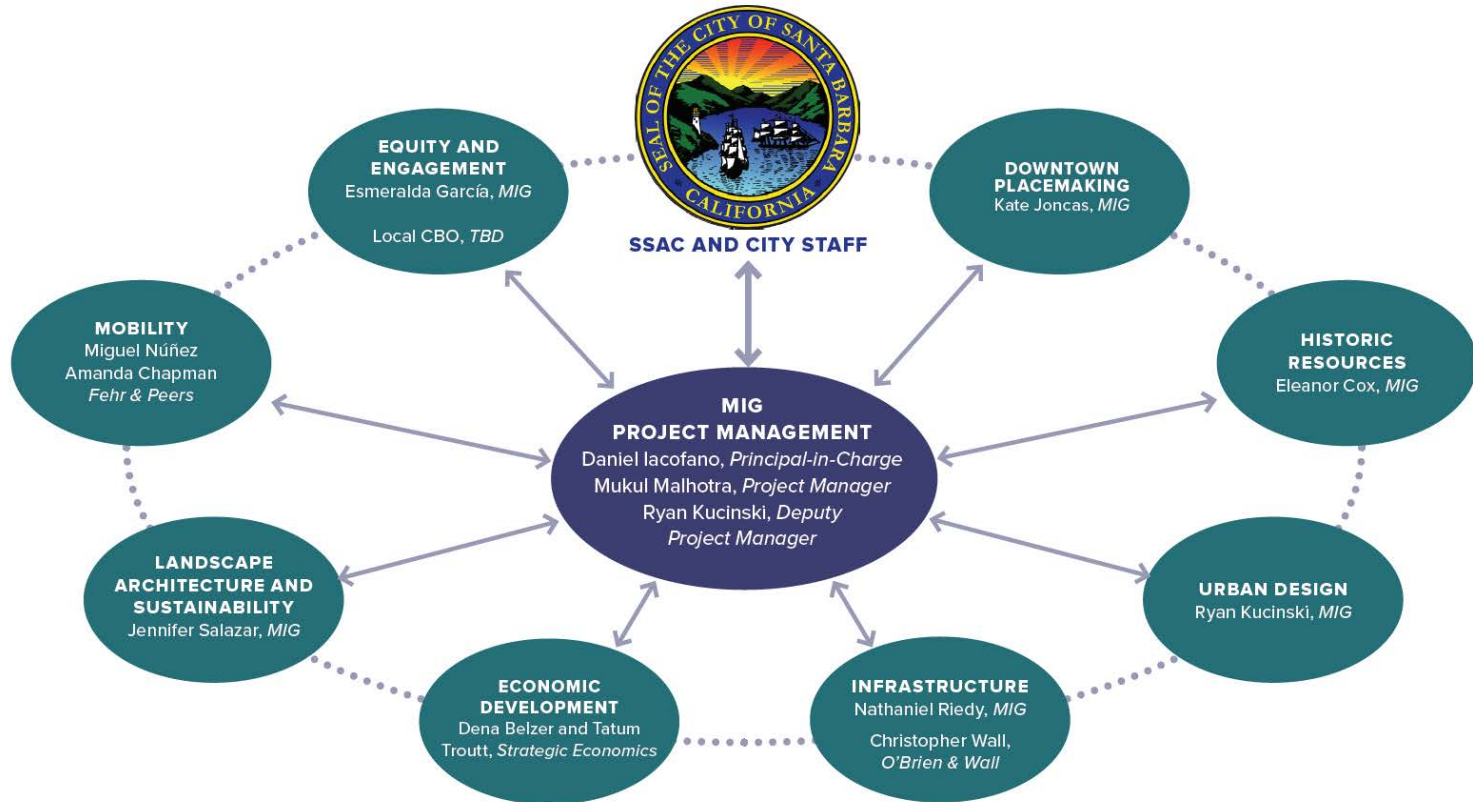 SEAL OF THE CITY OF SANTA BARBARA
CALIFORNIA
SSAC AND CITY STAFF
EQUITY AND
ENGAGEMENT
Esmeralda García, MIG
Local CBO, TBD
DOWNTOWN
PLACEMAKING
Kate Joncas, MIG
MOBILITY
Miguel Núñez
Amanda Chapman
Fehr & Peers
HISTORIC
RESOURCES
Eleanor Cox, MIG
MIG
PROJECT MANAGEMENT
Daniel Iacofano, Principal-in-Charge
Mukul Malhotra, Project Manager
Ryan Kucinski, Deputy
Project Manager
LANDSCAPE
ARCHITECTURE AND
SUSTAINABILITY
Jennifer Salazar, MIG
URBAN DESIGN
Ryan Kucinski, MIG
ECONOMIC
DEVELOPMENT
Dena Belzer and Tatum
Troutt, Strategic Economics
INFRASTRUCTURE
Nathaniel Riedy, MIG
Christopher Wall,
O'Brien & Wall